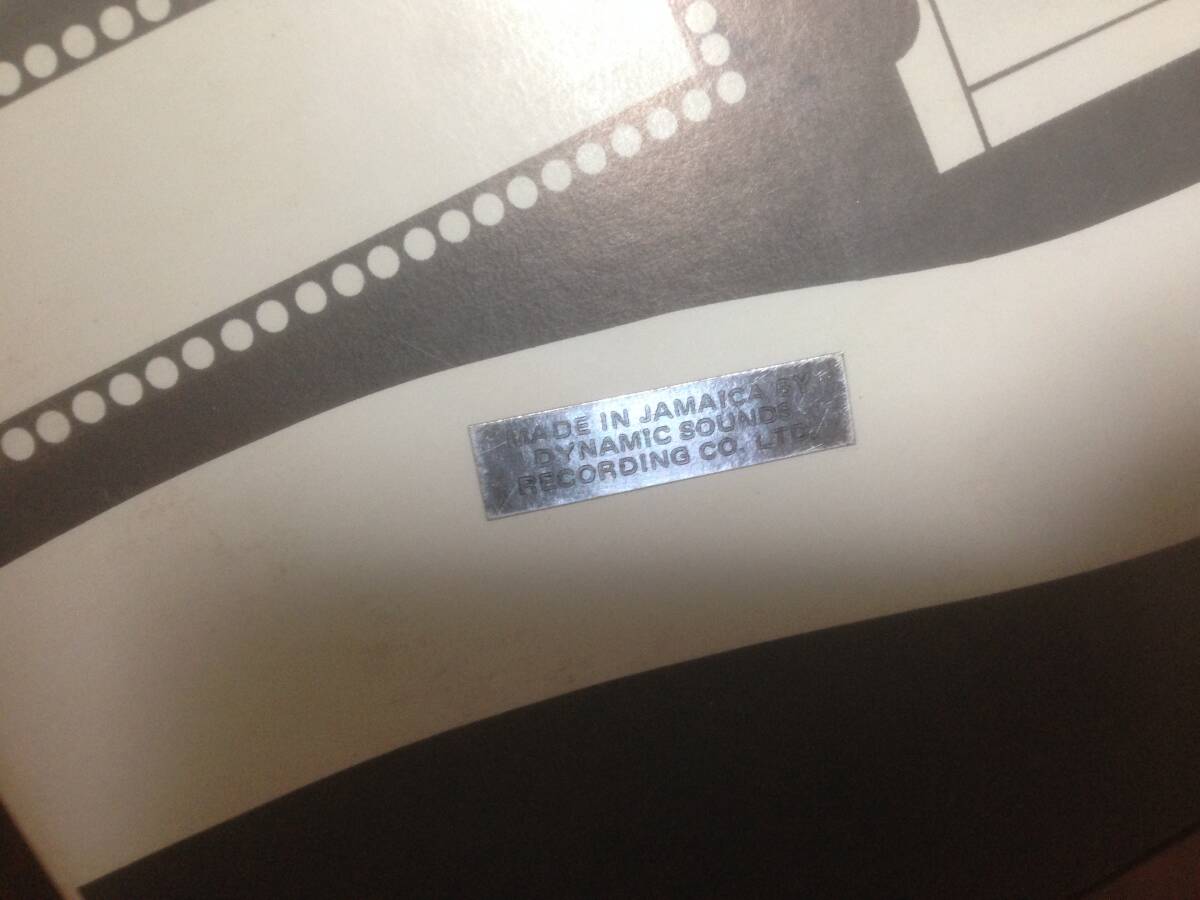 MADE IN JAMAICA BY
DYNAMIC SOUNDS
RECORDING CO. LTD.